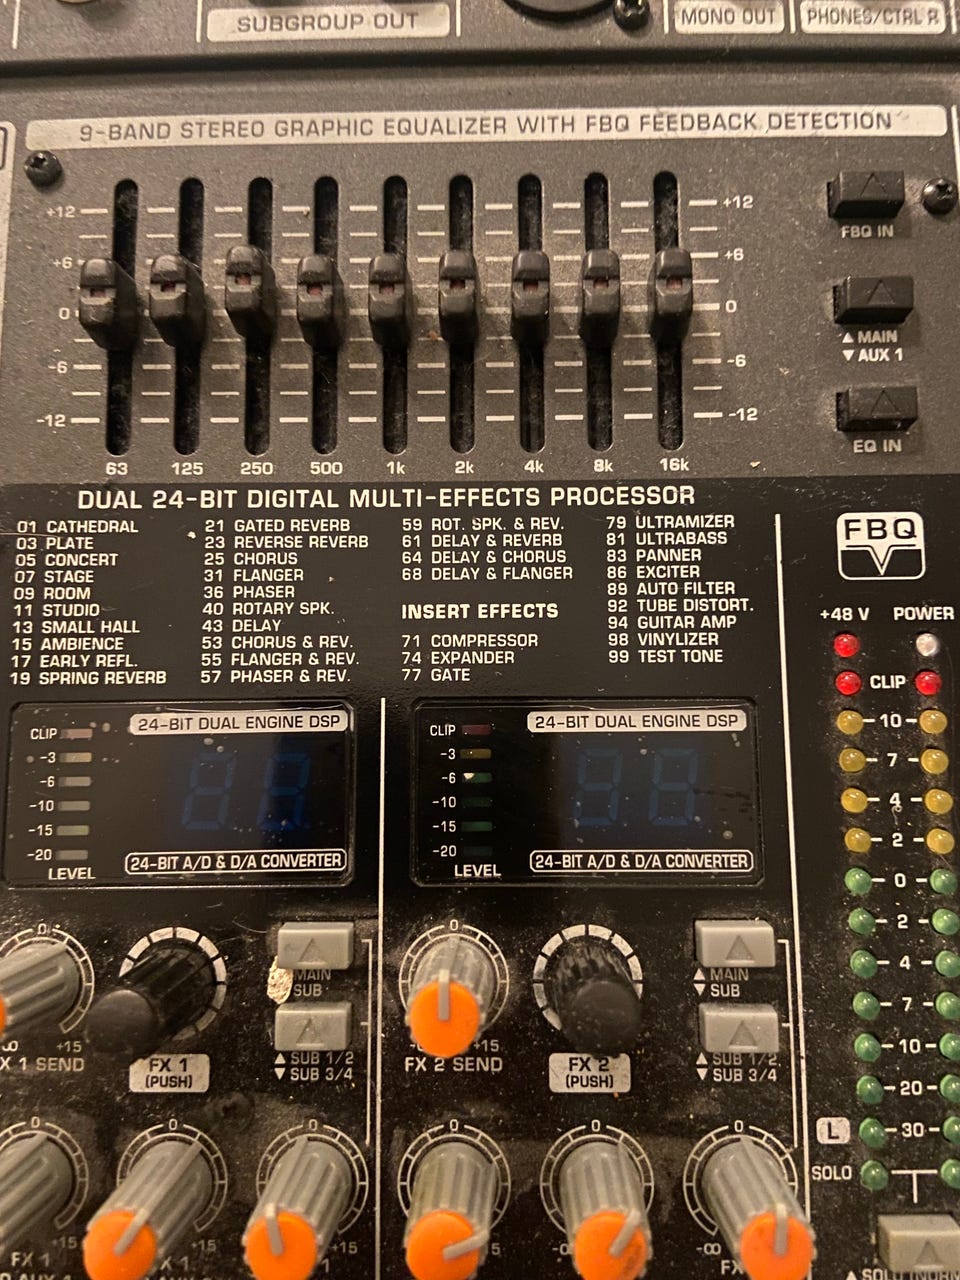 SUBGROUP OUT
MONO OUT
PHONES/CTRL R
9-BAND STEREO GRAPHIC EQUALIZER WITH FBQ FEEDBACK DETECTION
+12 +12
+6 +6
0 0
-6 -6
-12 -12
63 125 250 500 1k 2k 4k 8k 16k
FBQ IN
▲ MAIN
▼ AUX 1
EQ IN
DUAL 24-BIT DIGITAL MULTI-EFFECTS PROCESSOR
01 CATHEDRAL
03 PLATE
05 CONCERT
07 STAGE
09 ROOM
11 STUDIO
13 SMALL HALL
15 AMBIENCE
17 EARLY REFL.
19 SPRING REVERB
21 GATED REVERB
23 REVERSE REVERB
25 CHORUS
31 FLANGER
36 PHASER
40 ROTARY SPK.
43 DELAY
53 CHORUS & REV.
55 FLANGER & REV.
57 PHASER & REV.
59 ROT. SPK. & REV.
61 DELAY & REVERB
64 DELAY & CHORUS
68 DELAY & FLANGER
INSERT EFFECTS
71 COMPRESSOR
74 EXPANDER
77 GATE
79 ULTRAMIZER
81 ULTRABASS
83 PANNER
86 EXCITER
89 AUTO FILTER
92 TUBE DISTORT.
94 GUITAR AMP
98 VINYLIZER
99 TEST TONE
FBQ
+48 V POWER
CLIP
10
7
4
2
0
2
4
7
10
20
30
L
SOLO
24-BIT DUAL ENGINE DSP
CLIP
-3
-6
-10
-15
-20
LEVEL
24-BIT A/D & D/A CONVERTER
24-BIT DUAL ENGINE DSP
CLIP
-3
-6
-10
-15
-20
LEVEL
24-BIT A/D & D/A CONVERTER
0
∞ +15
X 1 SEND
FX 1
(PUSH)
MAIN
SUB
▲ SUB 1/2
▼ SUB 3/4
0
+15
FX 2 SEND
FX 2
(PUSH)
▲ MAIN
▼ SUB
▲ SUB 1/2
▼ SUB 3/4
0 0 0 0 0 0
+15 +15 +15
-∞
FX 1